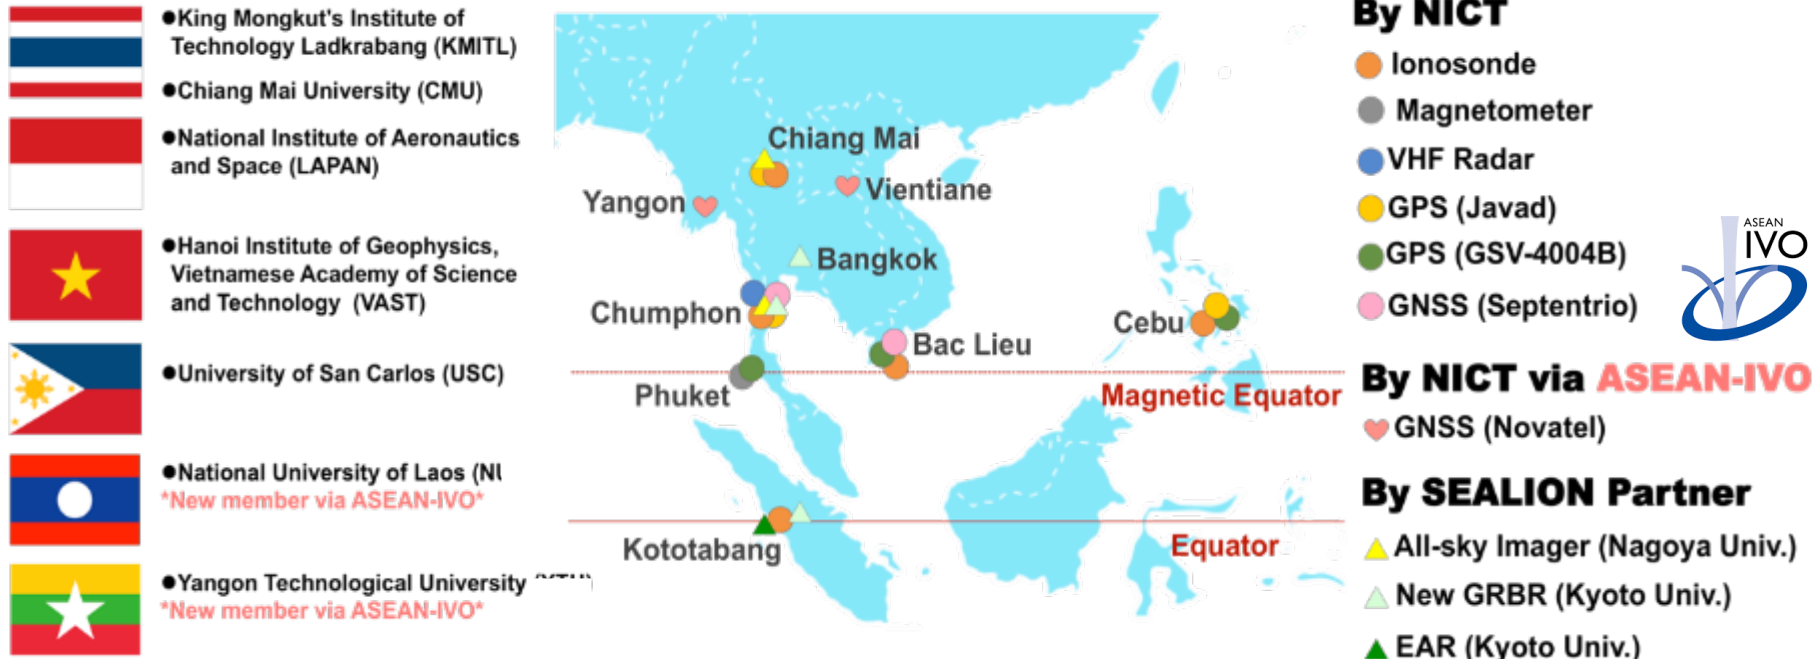 ●King Mongkut's Institute of
Technology Ladkrabang (KMITL)
●Chiang Mai University (CMU)
●National Institute of Aeronautics
and Space (LAPAN)
●Hanoi Institute of Geophysics,
Vietnamese Academy of Science
and Technology (VAST)
●University of San Carlos (USC)
●National University of Laos
*New member via ASEAN-IVO*
●Yangon Technological University
*New member via ASEAN-IVO*
Chiang Mai
Yangon
Vientiane
Bangkok
Chumphon
Cebu
Bac Lieu
Phuket
Magnetic Equator
Kototabang
Equator
By NICT
Ionosonde
Magnetometer
VHF Radar
GPS (Javad)
GPS (GSV-4004B)
GNSS (Septentrio)
ASEAN
IVO
By NICT via ASEAN-IVO
GNSS (Novatel)
By SEALION Partner
All-sky Imager (Nagoya Univ.)
New GRBR (Kyoto Univ.)
EAR (Kyoto Univ.)